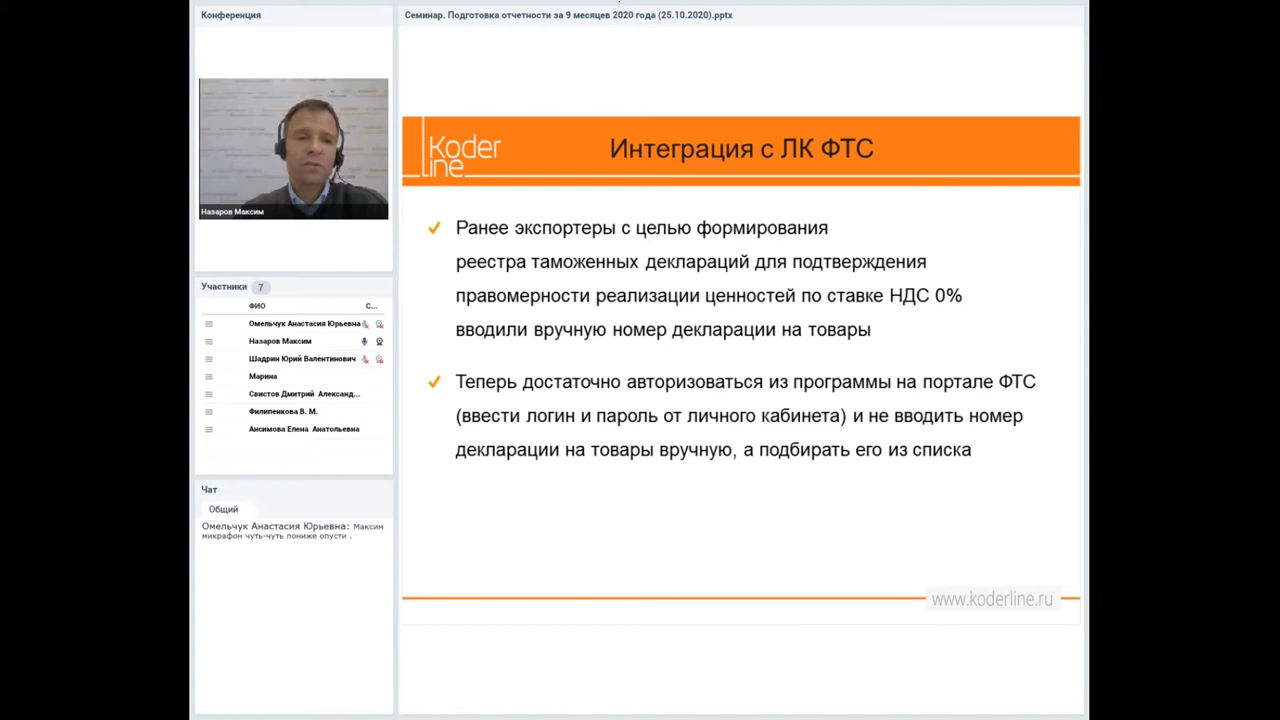 Конференция
Назаров Максим
Участники 7
ФИО С...
Омельчук Анастасия Юрьевна
Назаров Максим
Шадрин Юрий Валентинович
Марина
Свистов Дмитрий Александ...
Филипенкова В. М.
Ансимова Елена Анатольевна
Чат
Общий
Омельчук Анастасия Юрьевна: Максим
микрафон чуть-чуть пониже опусти .
Семинар. Подготовка отчетности за 9 месяцев 2020 года (25.10.2020).pptx
Koder
line
Интеграция с ЛК ФТС
Ранее экспортеры с целью формирования
реестра таможенных деклараций для подтверждения
правомерности реализации ценностей по ставке НДС 0%
вводили вручную номер декларации на товары
Теперь достаточно авторизоваться из программы на портале ФТС
(ввести логин и пароль от личного кабинета) и не вводить номер
декларации на товары вручную, а подбирать его из списка
www.koderline.ru